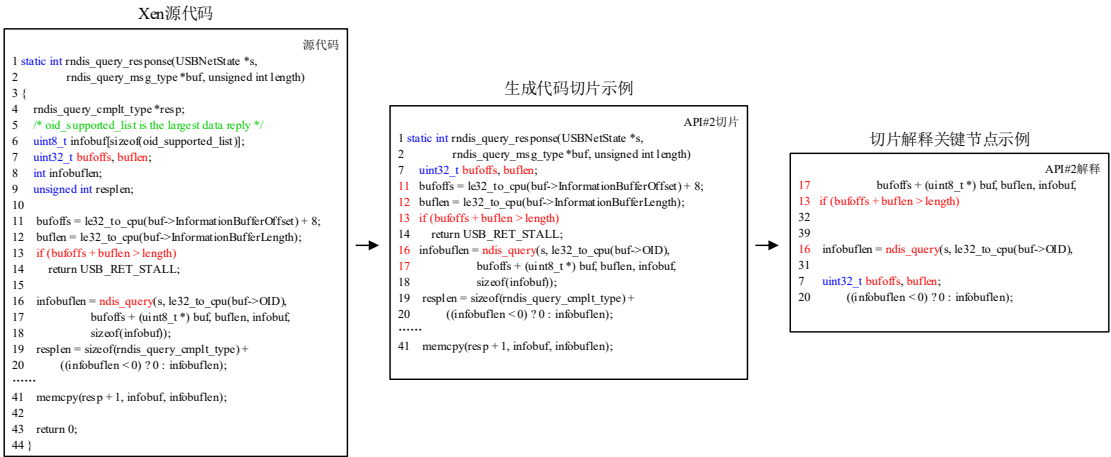 Xen源代码
源代码
1 static int rndis_query_response(USBNetState *s,
2 rndis_query_msg_type *buf, unsigned int length)
3 {
4 rndis_query_cmplt_type *resp;
5 /* oid_supported_list is the largest data reply */
6 uint8_t infobuf[sizeof(oid_supported_list)];
7 uint32_t bufoffs, buflen;
8 int infobuflen;
9 unsigned int resplen;
10
11 bufoffs = le32_to_cpu(buf->InformationBufferOffset) + 8;
12 buflen = le32_to_cpu(buf->InformationBufferLength);
13 if (bufoffs + buflen > length)
14 return USB_RET_STALL;
15
16 infobuflen = ndis_query(s, le32_to_cpu(buf->OID),
17 bufoffs + (uint8_t *) buf, buflen, infobuf,
18 sizeof(infobuf));
19 resplen = sizeof(rndis_query_cmplt_type) +
20 ((infobuflen < 0) ? 0 : infobuflen);
……
41 memcpy(resp + 1, infobuf, infobuflen);
42
43 return 0;
44 }
生成代码切片示例
API#2切片
1 static int rndis_query_response(USBNetState *s,
2 rndis_query_msg_type *buf, unsigned int length)
7 uint32_t bufoffs, buflen;
11 bufoffs = le32_to_cpu(buf->InformationBufferOffset) + 8;
12 buflen = le32_to_cpu(buf->InformationBufferLength);
13 if (bufoffs + buflen > length)
14 return USB_RET_STALL;
16 infobuflen = ndis_query(s, le32_to_cpu(buf->OID),
17 bufoffs + (uint8_t *) buf, buflen, infobuf,
18 sizeof(infobuf));
19 resplen = sizeof(rndis_query_cmplt_type) +
20 ((infobuflen < 0) ? 0 : infobuflen);
……
41 memcpy(resp + 1, infobuf, infobuflen);
切片解释关键节点示例
API#2解释
17 bufoffs + (uint8_t *) buf, buflen, infobuf,
13 if (bufoffs + buflen > length)
32
39
16 infobuflen = ndis_query(s, le32_to_cpu(buf->OID),
31
7 uint32_t bufoffs, buflen;
20 ((infobuflen < 0) ? 0 : infobuflen);